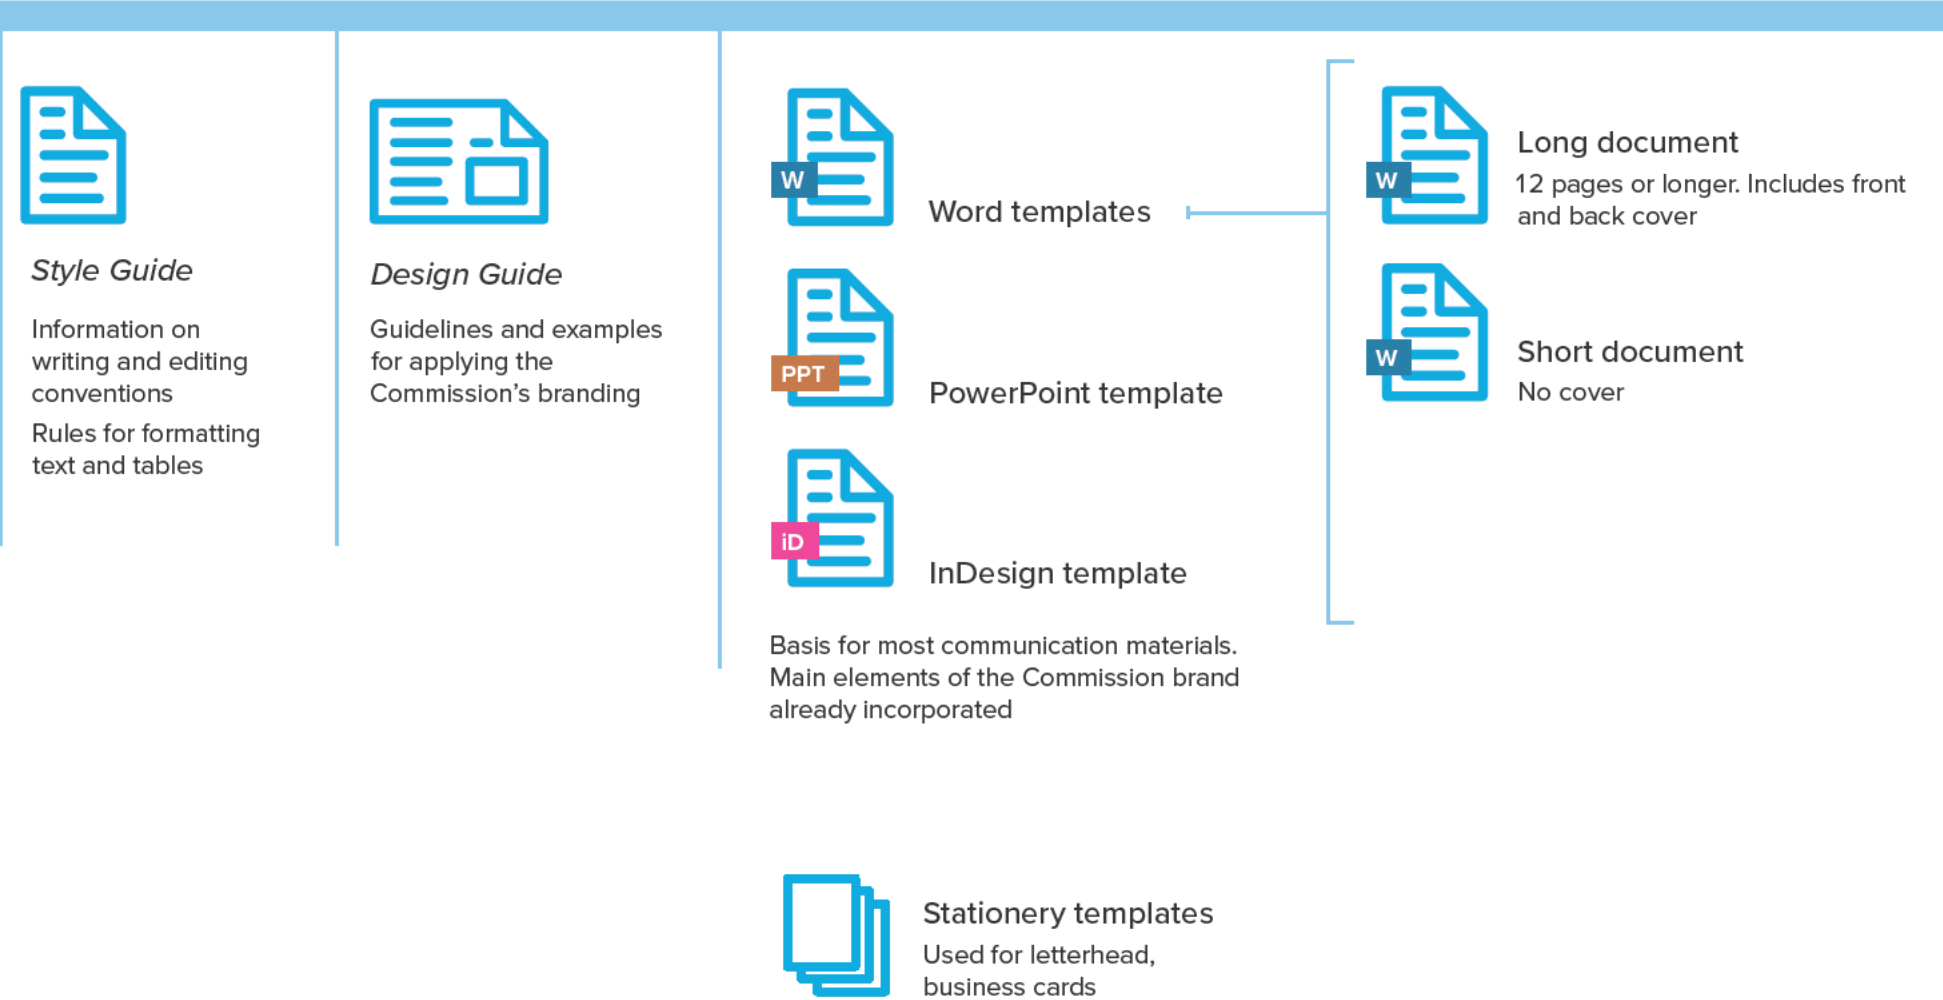 Style Guide
Information on
writing and editing
conventions
Rules for formatting
text and tables
Design Guide
Guidelines and examples
for applying the
Commission’s branding
W
Word templates
PPT
PowerPoint template
iD
InDesign template
Basis for most communication materials.
Main elements of the Commission brand
already incorporated
W
Long document
12 pages or longer. Includes front
and back cover
W
Short document
No cover
Stationery templates
Used for letterhead,
business cards